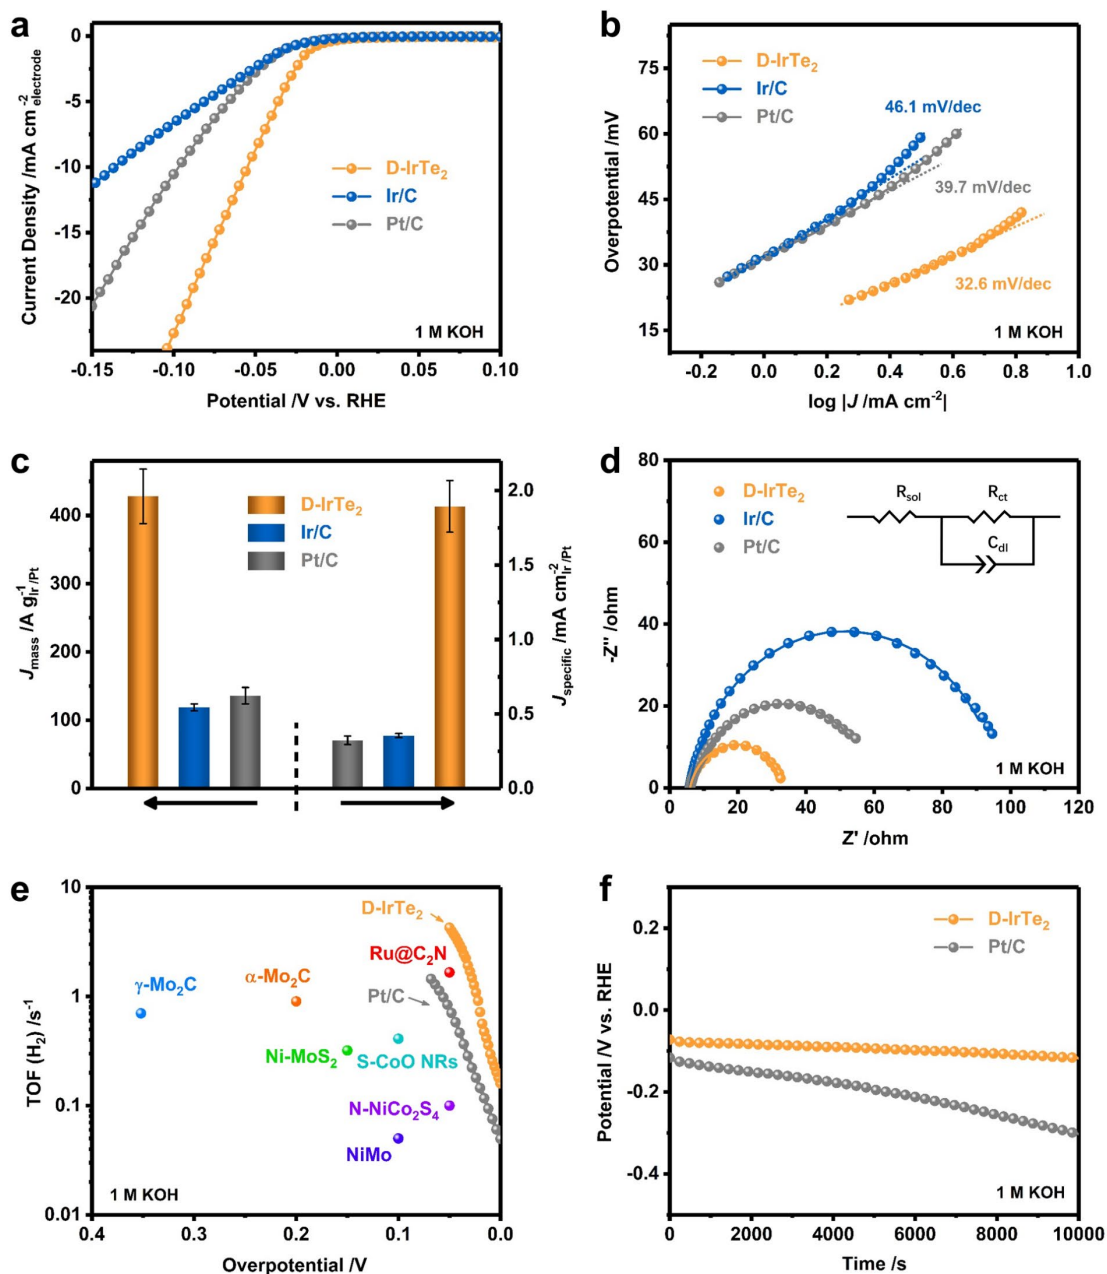 a
Current Density /mA cm⁻²electrode
0
-5
-10
-15
-20
-0.15
-0.10
-0.05
0.00
0.05
0.10
D-IrTe₂
Ir/C
Pt/C
1 M KOH
Potential /V vs. RHE
b
Overpotential /mV
75
60
45
30
15
-0.2
0.0
0.2
0.4
0.6
0.8
1.0
D-IrTe₂
Ir/C
Pt/C
46.1 mV/dec
39.7 mV/dec
32.6 mV/dec
1 M KOH
log |J /mA cm⁻²|
c
J_mass /A g⁻¹Ir/Pt
400
300
200
100
0
D-IrTe₂
Ir/C
Pt/C
2.0
1.5
1.0
0.5
0.0
J_specific /mA cm⁻²Ir/Pt
d
-Z'' /ohm
80
60
40
20
0
0
20
40
60
80
100
120
D-IrTe₂
Ir/C
Pt/C
R_sol
R_ct
C_dl
1 M KOH
Z' /ohm
e
TOF (H₂) /s⁻¹
10
1
0.1
0.01
0.4
0.3
0.2
0.1
0.0
D-IrTe₂
Ru@C₂N
α-Mo₂C
γ-Mo₂C
Pt/C
Ni-MoS₂
S-CoO NRs
N-NiCo₂S₄
NiMo
1 M KOH
Overpotential /V
f
Potential /V vs. RHE
0.2
0.0
-0.2
-0.4
0
2000
4000
6000
8000
10000
D-IrTe₂
Pt/C
1 M KOH
Time /s